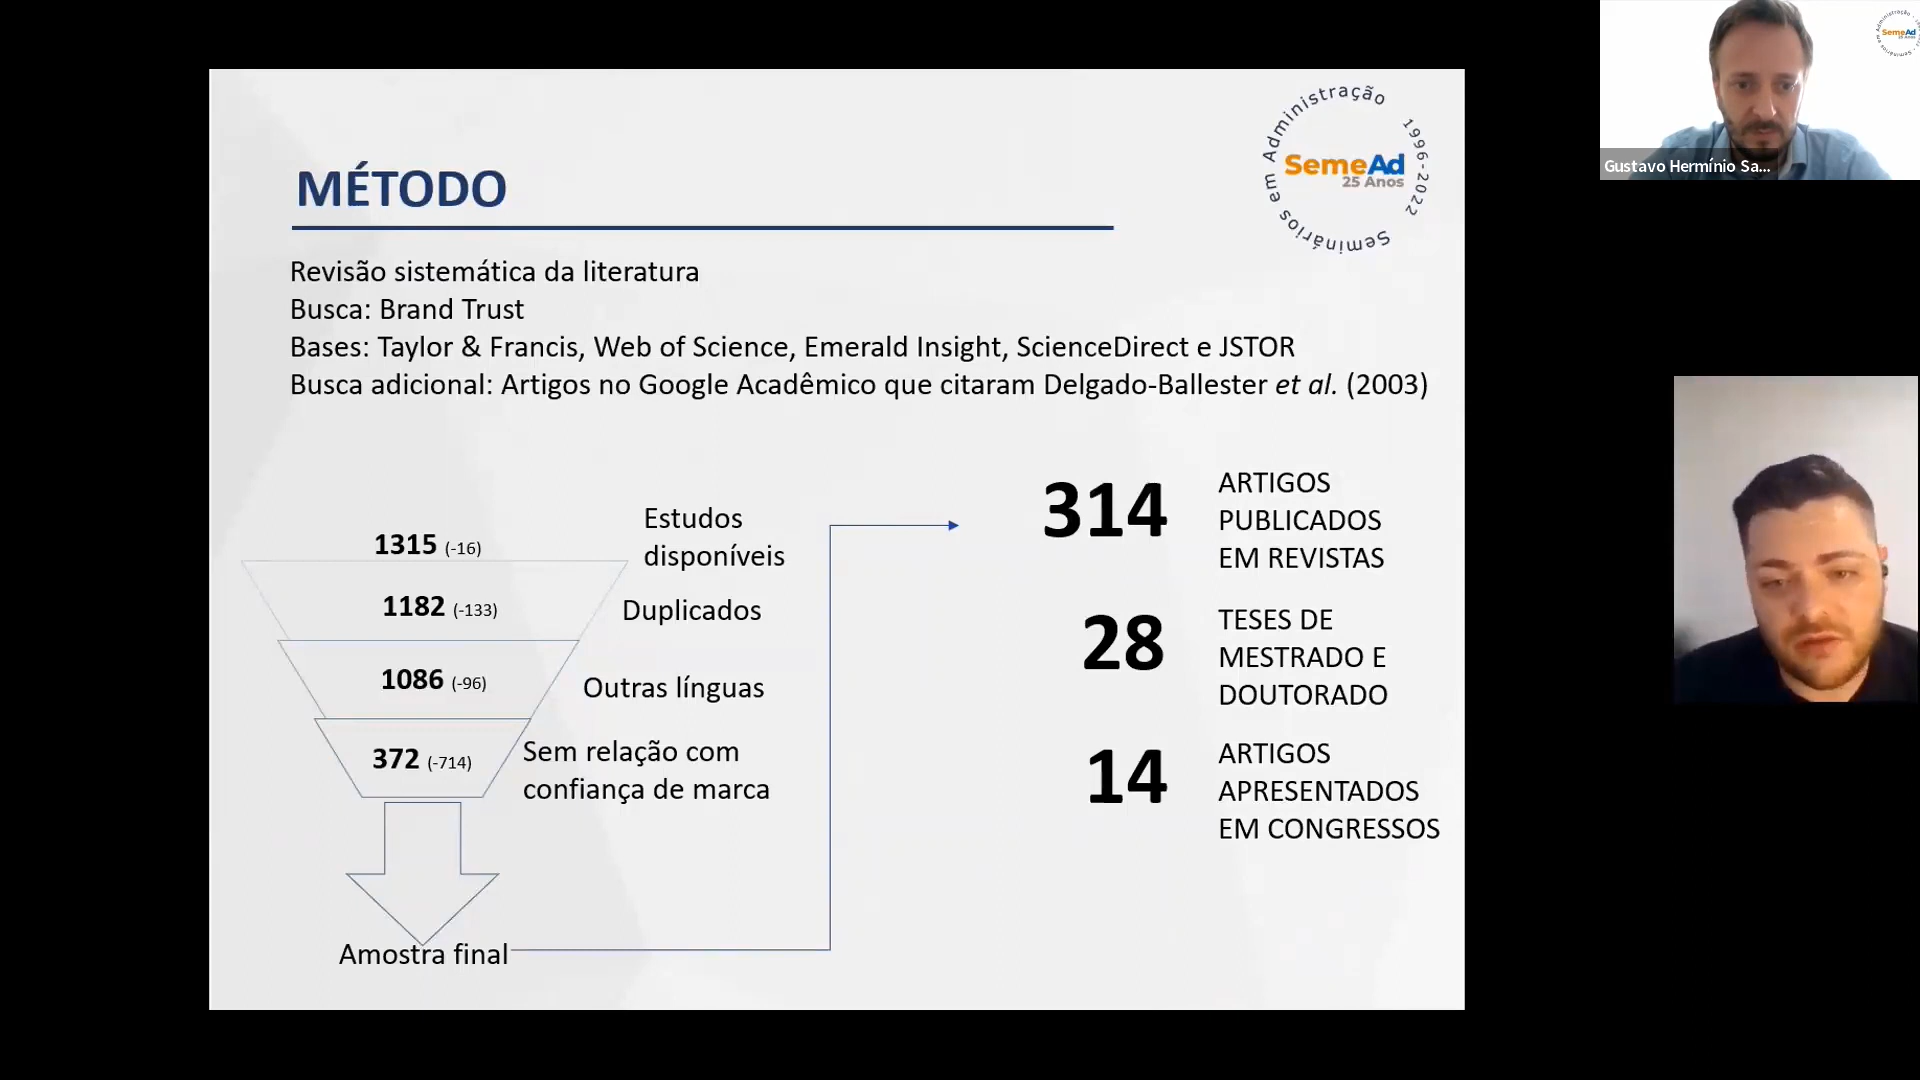 MÉTODO
Seminários em Administração 1996-2022
SemeAd
25 Anos
Revisão sistemática da literatura
Busca: Brand Trust
Bases: Taylor & Francis, Web of Science, Emerald Insight, ScienceDirect e JSTOR
Busca adicional: Artigos no Google Acadêmico que citaram Delgado-Ballester et al. (2003)
1315 (-16)
Estudos
disponíveis
1182 (-133)
Duplicados
1086 (-96)
Outras línguas
372 (-714)
Sem relação com
confiança de marca
Amostra final
314
ARTIGOS
PUBLICADOS
EM REVISTAS
28
TESES DE
MESTRADO E
DOUTORADO
14
ARTIGOS
APRESENTADOS
EM CONGRESSOS
SemeAd
25 Anos
Gustavo Hermínio Sa...